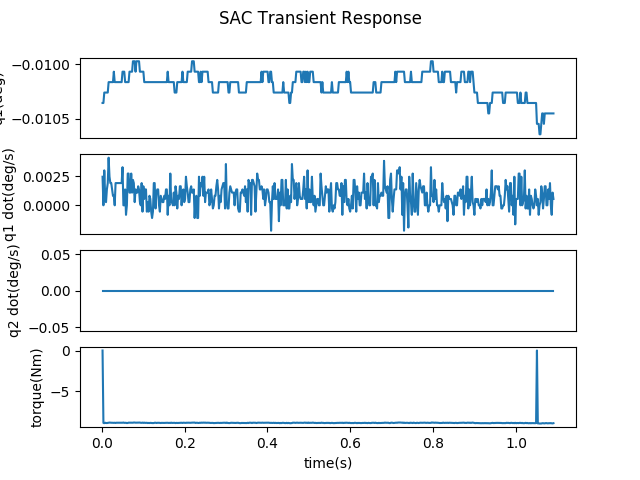 SAC Transient Response
−0.0100
−0.0105
0.0025
0.0000
q1 dot(deg/s)
0.05
0.00
−0.05
q2 dot(deg/s)
0
−5
torque(Nm)
0.0 0.2 0.4 0.6 0.8 1.0
time(s)